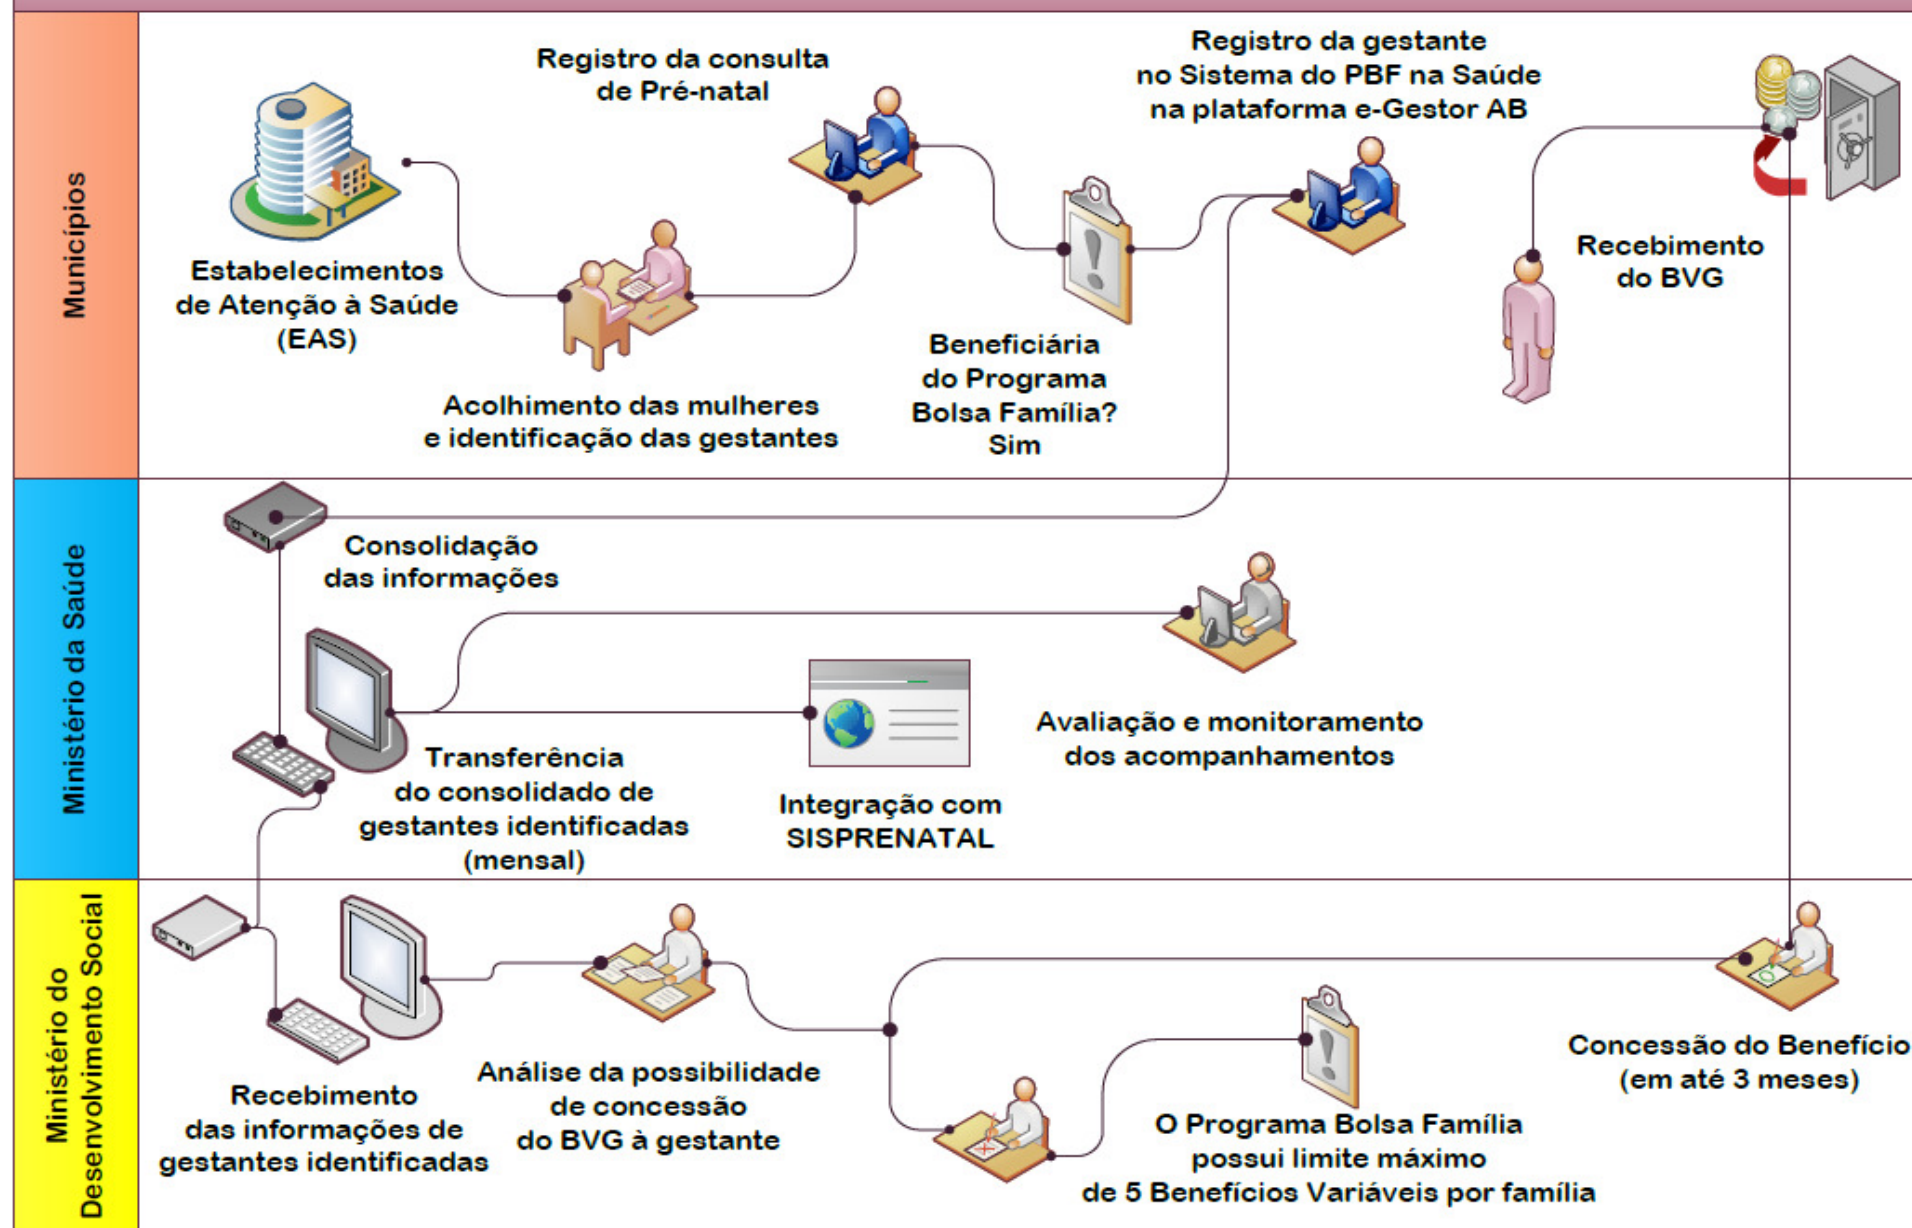 Municípios
Registro da consulta
de Pré-natal
Registro da gestante
no Sistema do PBF na Saúde
na plataforma e-Gestor AB
Estabelecimentos
de Atenção à Saúde
(EAS)
Acolhimento das mulheres
e identificação das gestantes
Beneficiária
do Programa
Bolsa Família?
Sim
Recebimento
do BVG
Ministério da Saúde
Consolidação
das informações
Transferência
do consolidado de
gestantes identificadas
(mensal)
Integração com
SISPRENATAL
Avaliação e monitoramento
dos acompanhamentos
Ministério do
Desenvolvimento Social
Recebimento
das informações de
gestantes identificadas
Análise da possibilidade
de concessão
do BVG à gestante
O Programa Bolsa Família
possui limite máximo
de 5 Benefícios Variáveis por família
Concessão do Benefício
(em até 3 meses)